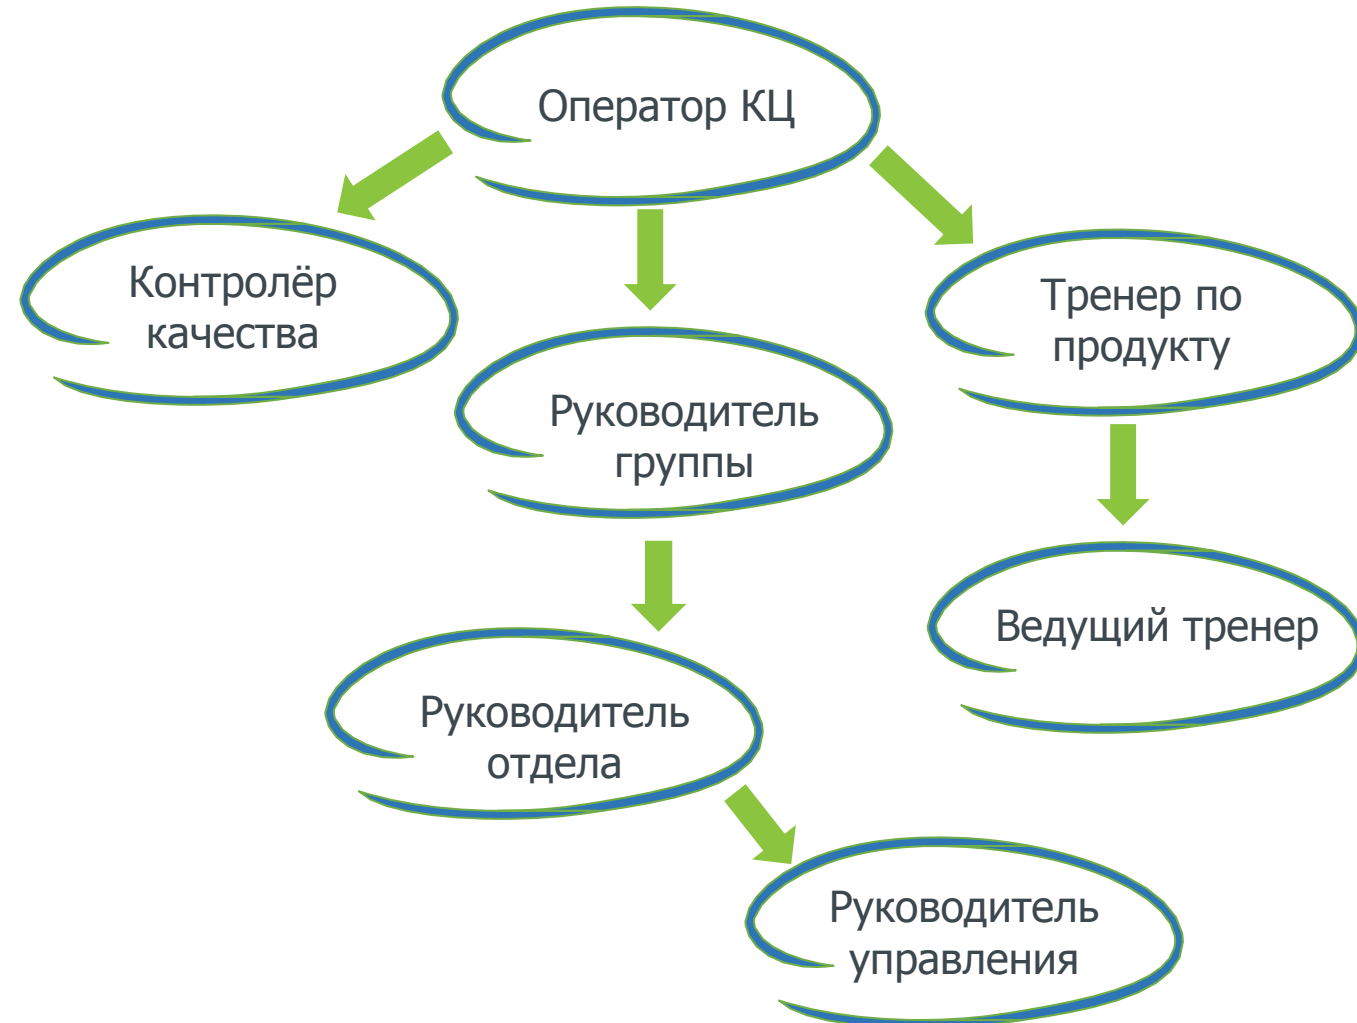 Оператор КЦ
Контролёр
качества
Тренер по
продукту
Руководитель
группы
Ведущий тренер
Руководитель
отдела
Руководитель
управления